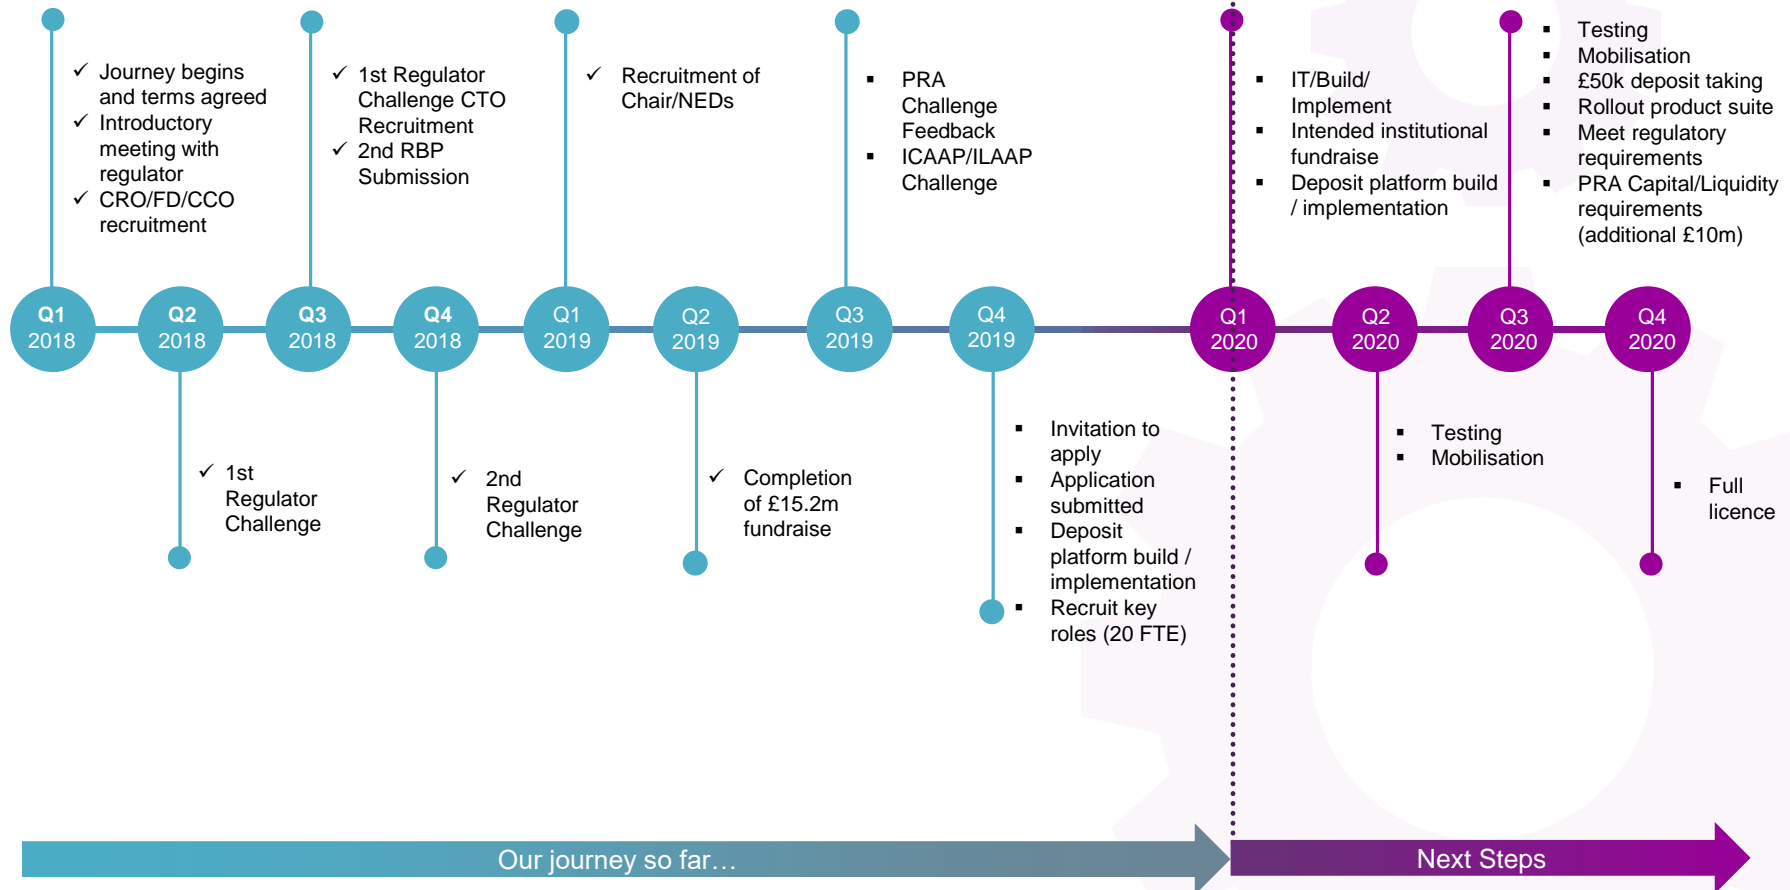 ✓ Journey begins
and terms agreed
✓ Introductory
meeting with
regulator
✓ CRO/FD/CCO
recruitment
✓ 1st Regulator
Challenge CTO
Recruitment
✓ 2nd RBP
Submission
✓ Recruitment of
Chair/NEDs
▪ PRA
Challenge
Feedback
▪ ICAAP/ILAAP
Challenge
▪ IT/Build/
Implement
▪ Intended institutional
fundraise
▪ Deposit platform build
/ implementation
▪ Testing
▪ Mobilisation
▪ £50k deposit taking
▪ Rollout product suite
▪ Meet regulatory
requirements
▪ PRA Capital/Liquidity
requirements
(additional £10m)
Q1
2018
Q2
2018
Q3
2018
Q4
2018
Q1
2019
Q2
2019
Q3
2019
Q4
2019
Q1
2020
Q2
2020
Q3
2020
Q4
2020
✓ 1st
Regulator
Challenge
✓ 2nd
Regulator
Challenge
✓ Completion
of £15.2m
fundraise
▪ Invitation to
apply
▪ Application
submitted
▪ Deposit
platform build /
implementation
▪ Recruit key
roles (20 FTE)
▪ Testing
▪ Mobilisation
▪ Full
licence
Our journey so far…
Next Steps